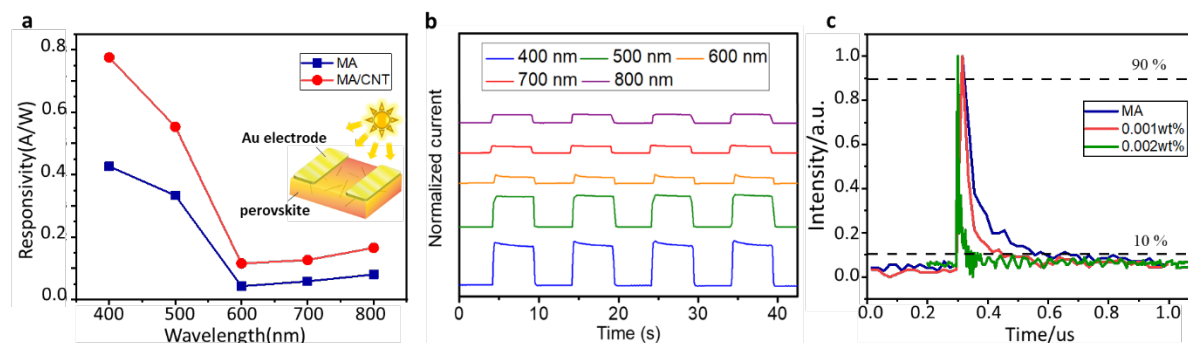 a
Responsivity(A/W)
0.8
0.6
0.4
0.2
0.0
400 500 600 700 800
Wavelength(nm)
MA
MA/CNT
Au electrode
perovskite
b
Normalized current
400 nm 500 nm 600 nm
700 nm 800 nm
0 10 20 30 40
Time (s)
c
Intensity/a.u.
1.0
0.8
0.6
0.4
0.2
0.0
90 %
MA
0.001wt%
0.002wt%
10 %
0.0 0.2 0.4 0.6 0.8 1.0
Time/us